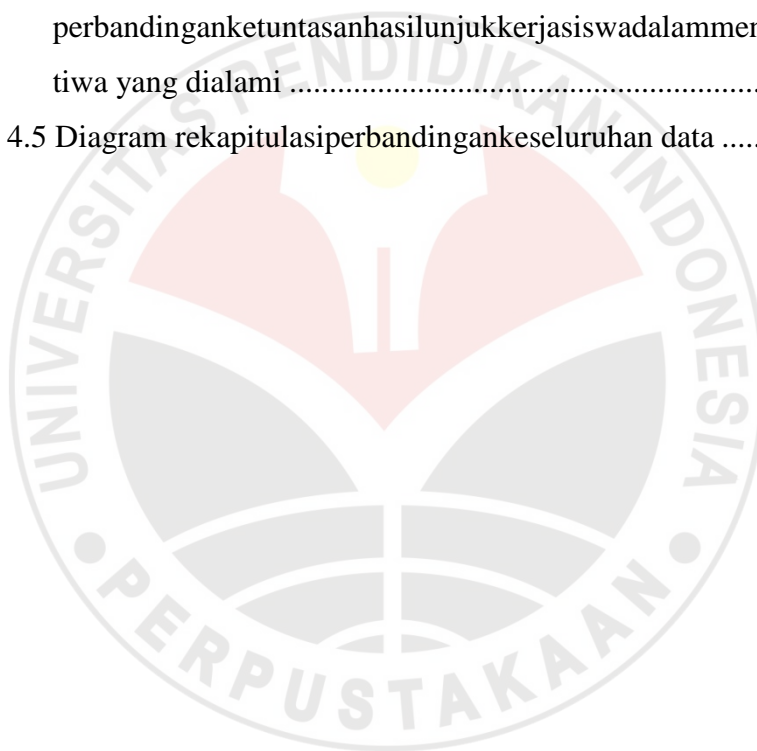 perbandinganketuntasanhasilunjukkerjasiswadalammen
tiwa yang dialami ....................................................
4.5 Diagram rekapitulasiperbandingankeseluruhan data .....
UNIVERSITAS PENDIDIKAN INDONESIA
PERPUSTAKAAN